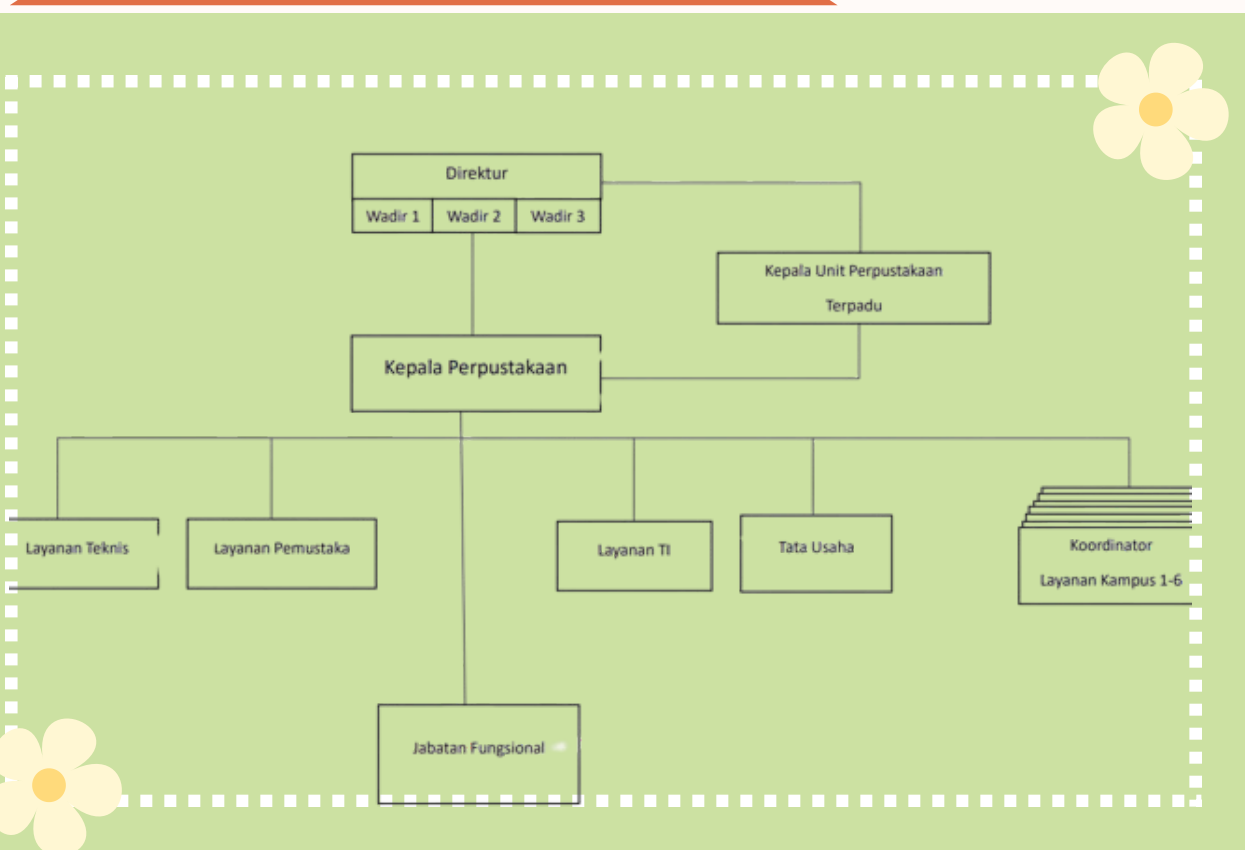 Direktur
Wadir 1
Wadir 2
Wadir 3
Kepala Unit Perpustakaan
Terpadu
Kepala Perpustakaan
Layanan Teknis
Layanan Pemustaka
Layanan TI
Tata Usaha
Koordinator
Layanan Kampus 1-6
Jabatan Fungsional